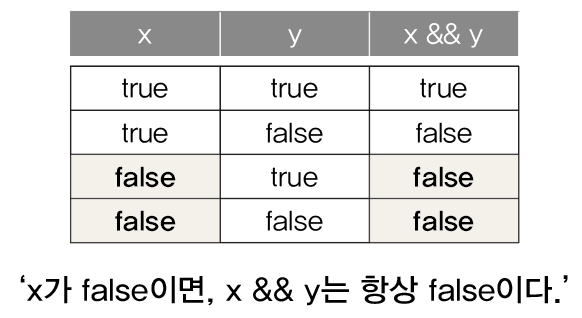 x y x && y
true true true
true false false
false true false
false false false
‘x가 false이면, x && y는 항상 false이다.’